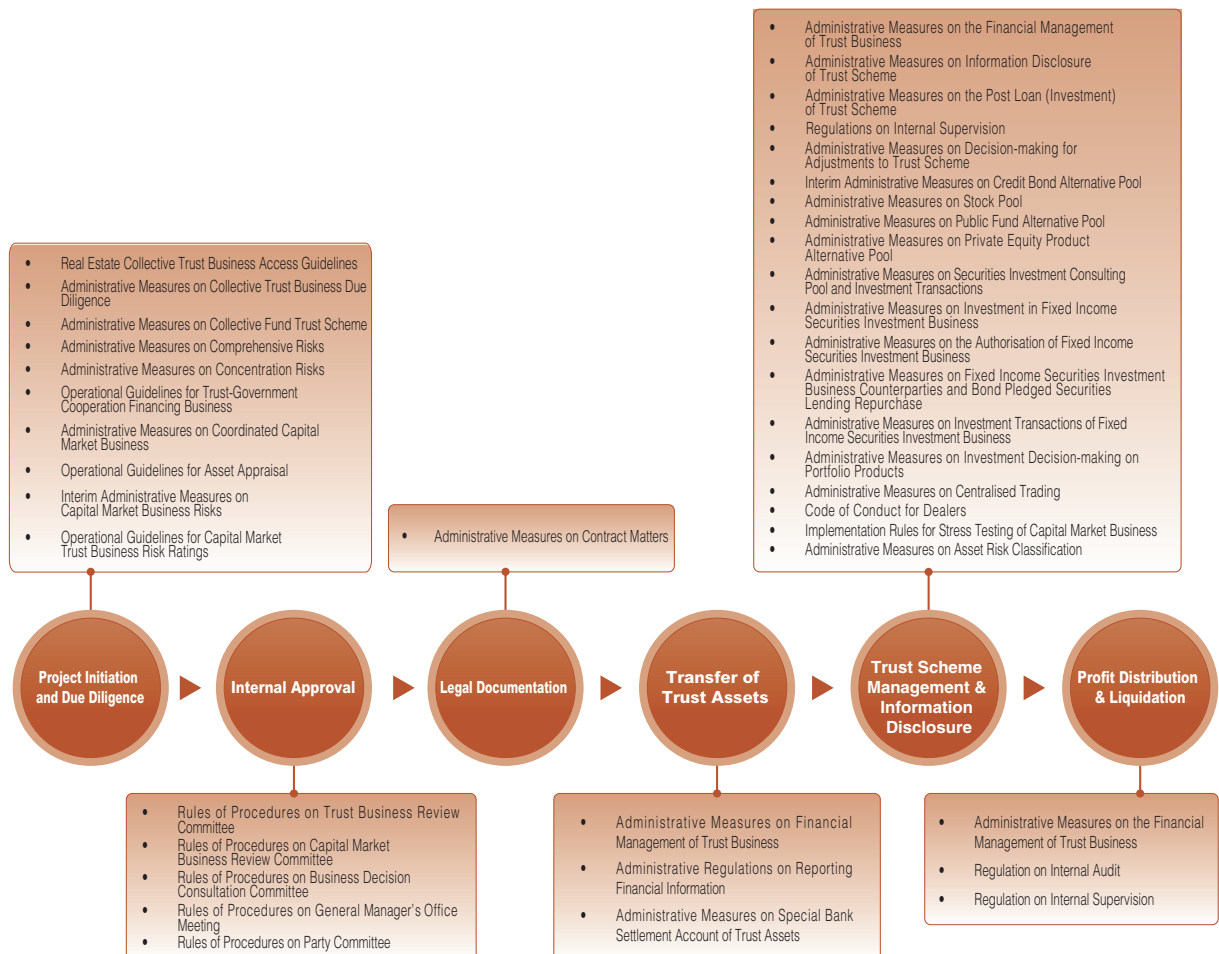 • Administrative Measures on the Financial Management
of Trust Business
• Administrative Measures on Information Disclosure
of Trust Scheme
• Administrative Measures on the Post Loan (Investment)
of Trust Scheme
• Regulations on Internal Supervision
• Administrative Measures on Decision-making for
Adjustments to Trust Scheme
• Interim Administrative Measures on Credit Bond Alternative Pool
• Administrative Measures on Stock Pool
• Administrative Measures on Public Fund Alternative Pool
• Administrative Measures on Private Equity Product
Alternative Pool
• Administrative Measures on Securities Investment Consulting
Pool and Investment Transactions
• Administrative Measures on Investment in Fixed Income
Securities Investment Business
• Administrative Measures on the Authorisation of Fixed Income
Securities Investment Business
• Administrative Measures on Fixed Income Securities Investment
Business Counterparties and Bond Pledged Securities
Lending Repurchase
• Administrative Measures on Investment Transactions of Fixed
Income Securities Investment Business
• Administrative Measures on Investment Decision-making on
Portfolio Products
• Administrative Measures on Centralised Trading
• Code of Conduct for Dealers
• Implementation Rules for Stress Testing of Capital Market Business
• Administrative Measures on Asset Risk Classification
• Real Estate Collective Trust Business Access Guidelines
• Administrative Measures on Collective Trust Business Due
Diligence
• Administrative Measures on Collective Fund Trust Scheme
• Administrative Measures on Comprehensive Risks
• Administrative Measures on Concentration Risks
• Operational Guidelines for Trust-Government
Cooperation Financing Business
• Administrative Measures on Coordinated Capital
Market Business
• Operational Guidelines for Asset Appraisal
• Interim Administrative Measures on
Capital Market Business Risks
• Operational Guidelines for Capital Market
Trust Business Risk Ratings
• Administrative Measures on Contract Matters
Project Initiation
and Due Diligence
Internal Approval
Legal Documentation
Transfer of
Trust Assets
Trust Scheme
Management &
Information
Disclosure
Profit Distribution
& Liquidation
• Rules of Procedures on Trust Business Review
Committee
• Rules of Procedures on Capital Market
Business Review Committee
• Rules of Procedures on Business Decision
Consultation Committee
• Rules of Procedures on General Manager's Office
Meeting
• Rules of Procedures on Party Committee
• Administrative Measures on Financial
Management of Trust Business
• Administrative Regulations on Reporting
Financial Information
• Administrative Measures on Special Bank
Settlement Account of Trust Assets
• Administrative Measures on the Financial
Management of Trust Business
• Regulation on Internal Audit
• Regulation on Internal Supervision